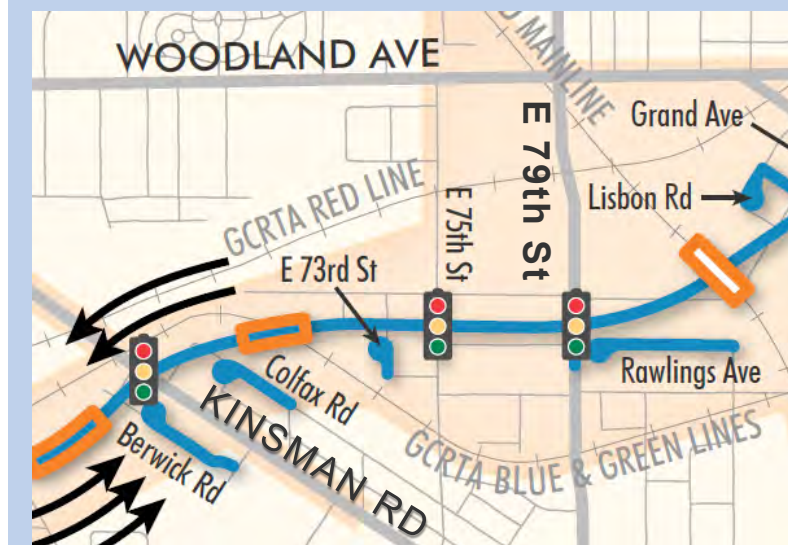 WOODLAND AVE
MAINLINE
Grand Ave
E 79th St
Lisbon Rd
GCRTA RED LINE
E 75th St
E 73rd St
Colfax Rd
Rawlings Ave
KINSMAN RD
Berwick Rd
GCRTA BLUE & GREEN LINES